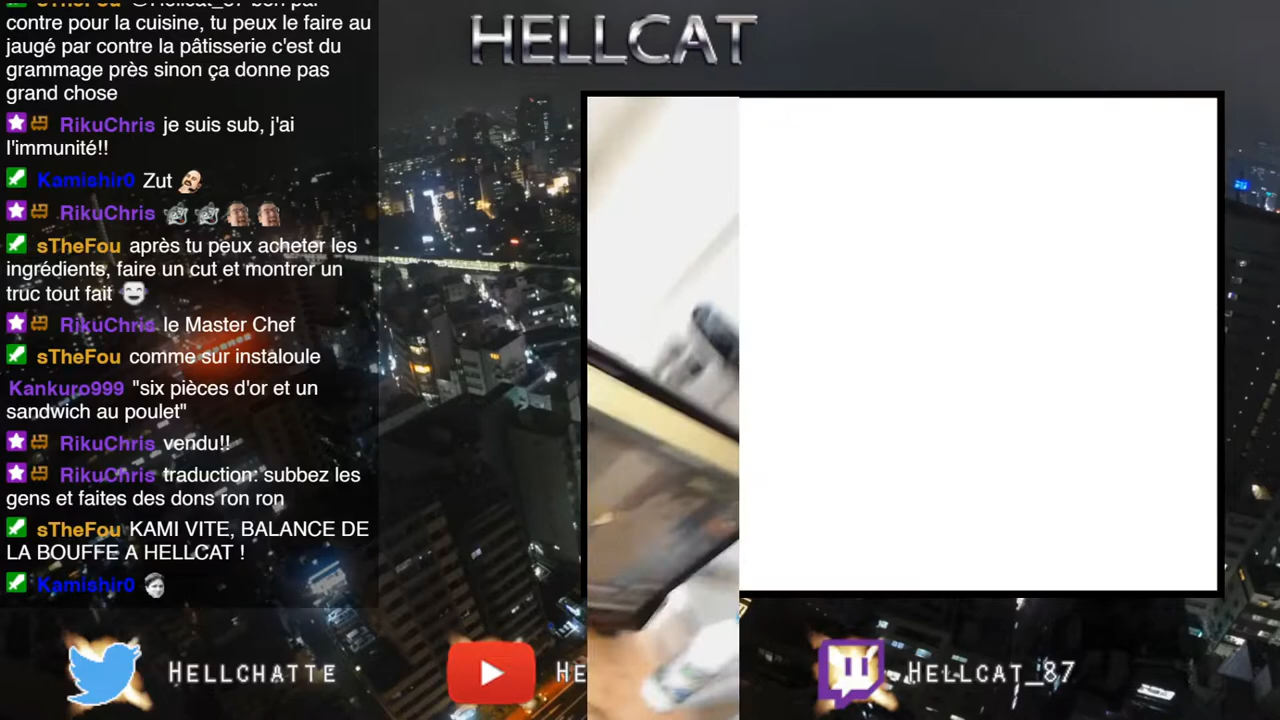 contre pour la cuisine, tu peux le faire au
jaugé par contre la pâtisserie c'est du
grammage près sinon ça donne pas
grand chose
RikuChris je suis sub, j'ai
l'immunité!!
Kamishir0 Zut
RikuChris
sTheFou après tu peux acheter les
ingrédients, faire un cut et montrer un
truc tout fait
RikuChris le Master Chef
sTheFou comme sur instaloule
Kankuro999 "six pièces d'or et un
sandwich au poulet"
RikuChris vendu!!
RikuChris traduction: subbez les
gens et faites des dons ron ron
sTheFou KAMI VITE, BALANCE DE
LA BOUFFE A HELLCAT !
Kamishir0
HELLCAT
HELLCHATTE
HE
HELLCAT_87